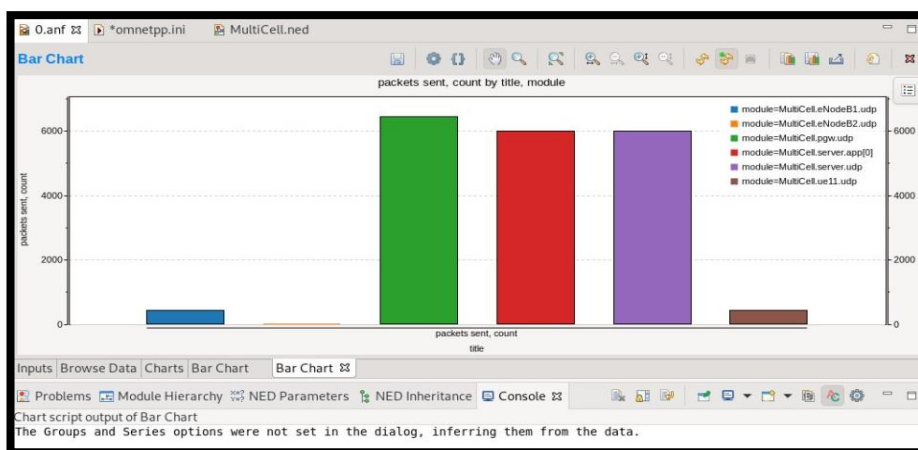 0.anf *omnetpp.ini MultiCell.ned
Bar Chart
packets sent, count by title, module
module=MultiCell.eNodeB1.udp
module=MultiCell.eNodeB2.udp
module=MultiCell.pgw.udp
module=MultiCell.server.app[0]
module=MultiCell.server.udp
module=MultiCell.ue11.udp
6000 6000
4000 4000
2000 2000
0 0
packets sent, count
packets sent, count
title
Inputs Browse Data Charts Bar Chart Bar Chart
Problems Module Hierarchy NED Parameters NED Inheritance Console
Chart script output of Bar Chart
The Groups and Series options were not set in the dialog, inferring them from the data.